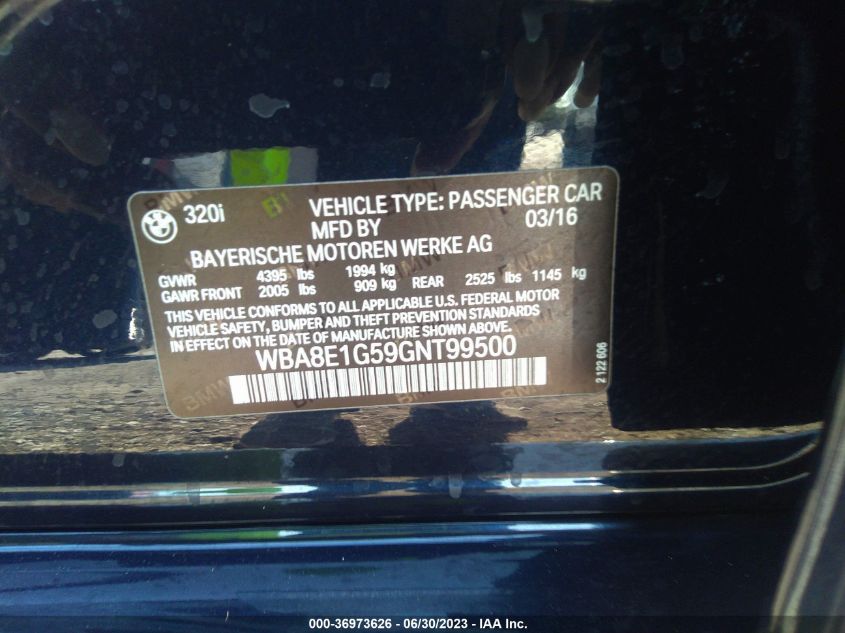 320i VEHICLE TYPE: PASSENGER CAR
MFD BY 03/16
BAYERISCHE MOTOREN WERKE AG
GVWR 4395 lbs 1994 kg
GAWR FRONT 2005 lbs 909 kg REAR 2525 lbs 1145 kg
THIS VEHICLE CONFORMS TO ALL APPLICABLE U.S. FEDERAL MOTOR
VEHICLE SAFETY, BUMPER AND THEFT PREVENTION STANDARDS
IN EFFECT ON THE DATE OF MANUFACTURE SHOWN ABOVE.
WBA8E1G59GNT99500
2 122 606
000-36973626 - 06/30/2023 - IAA Inc.